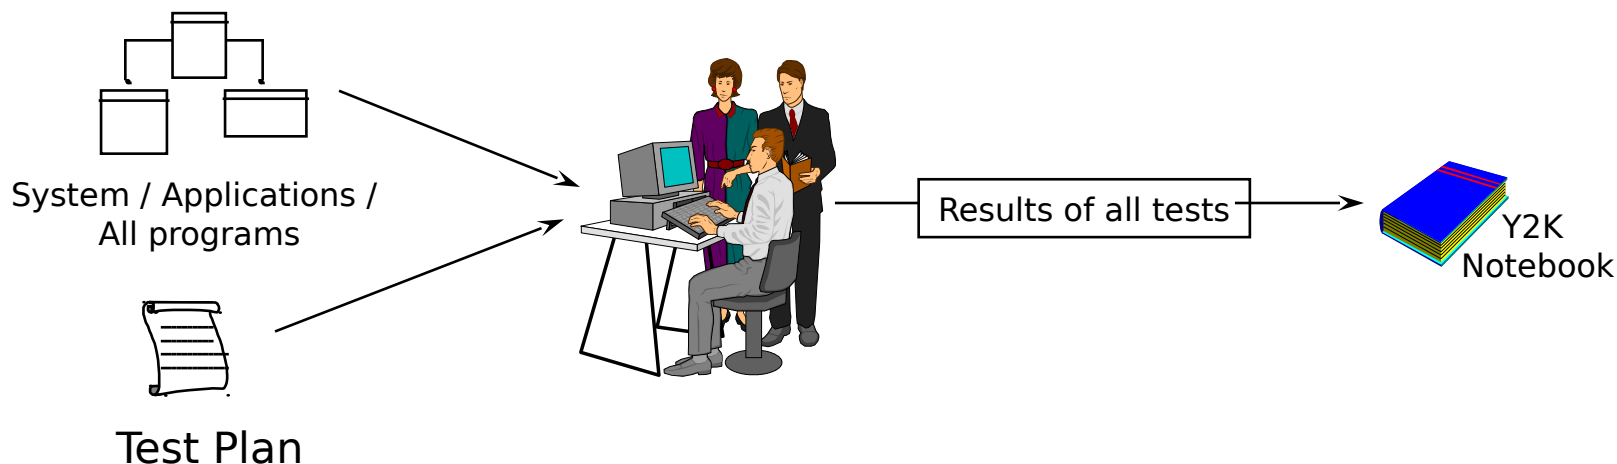 System / Applications /
All programs
Test Plan
Results of all tests
Y2K
Notebook